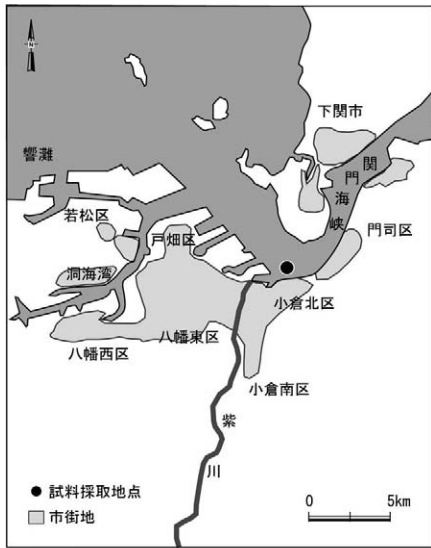 N
下関市
響灘
関門海峡
若松区
戸畑区
門司区
洞海湾
小倉北区
八幡東区
八幡西区
小倉南区
紫川
試料採取地点
市街地
0 5km